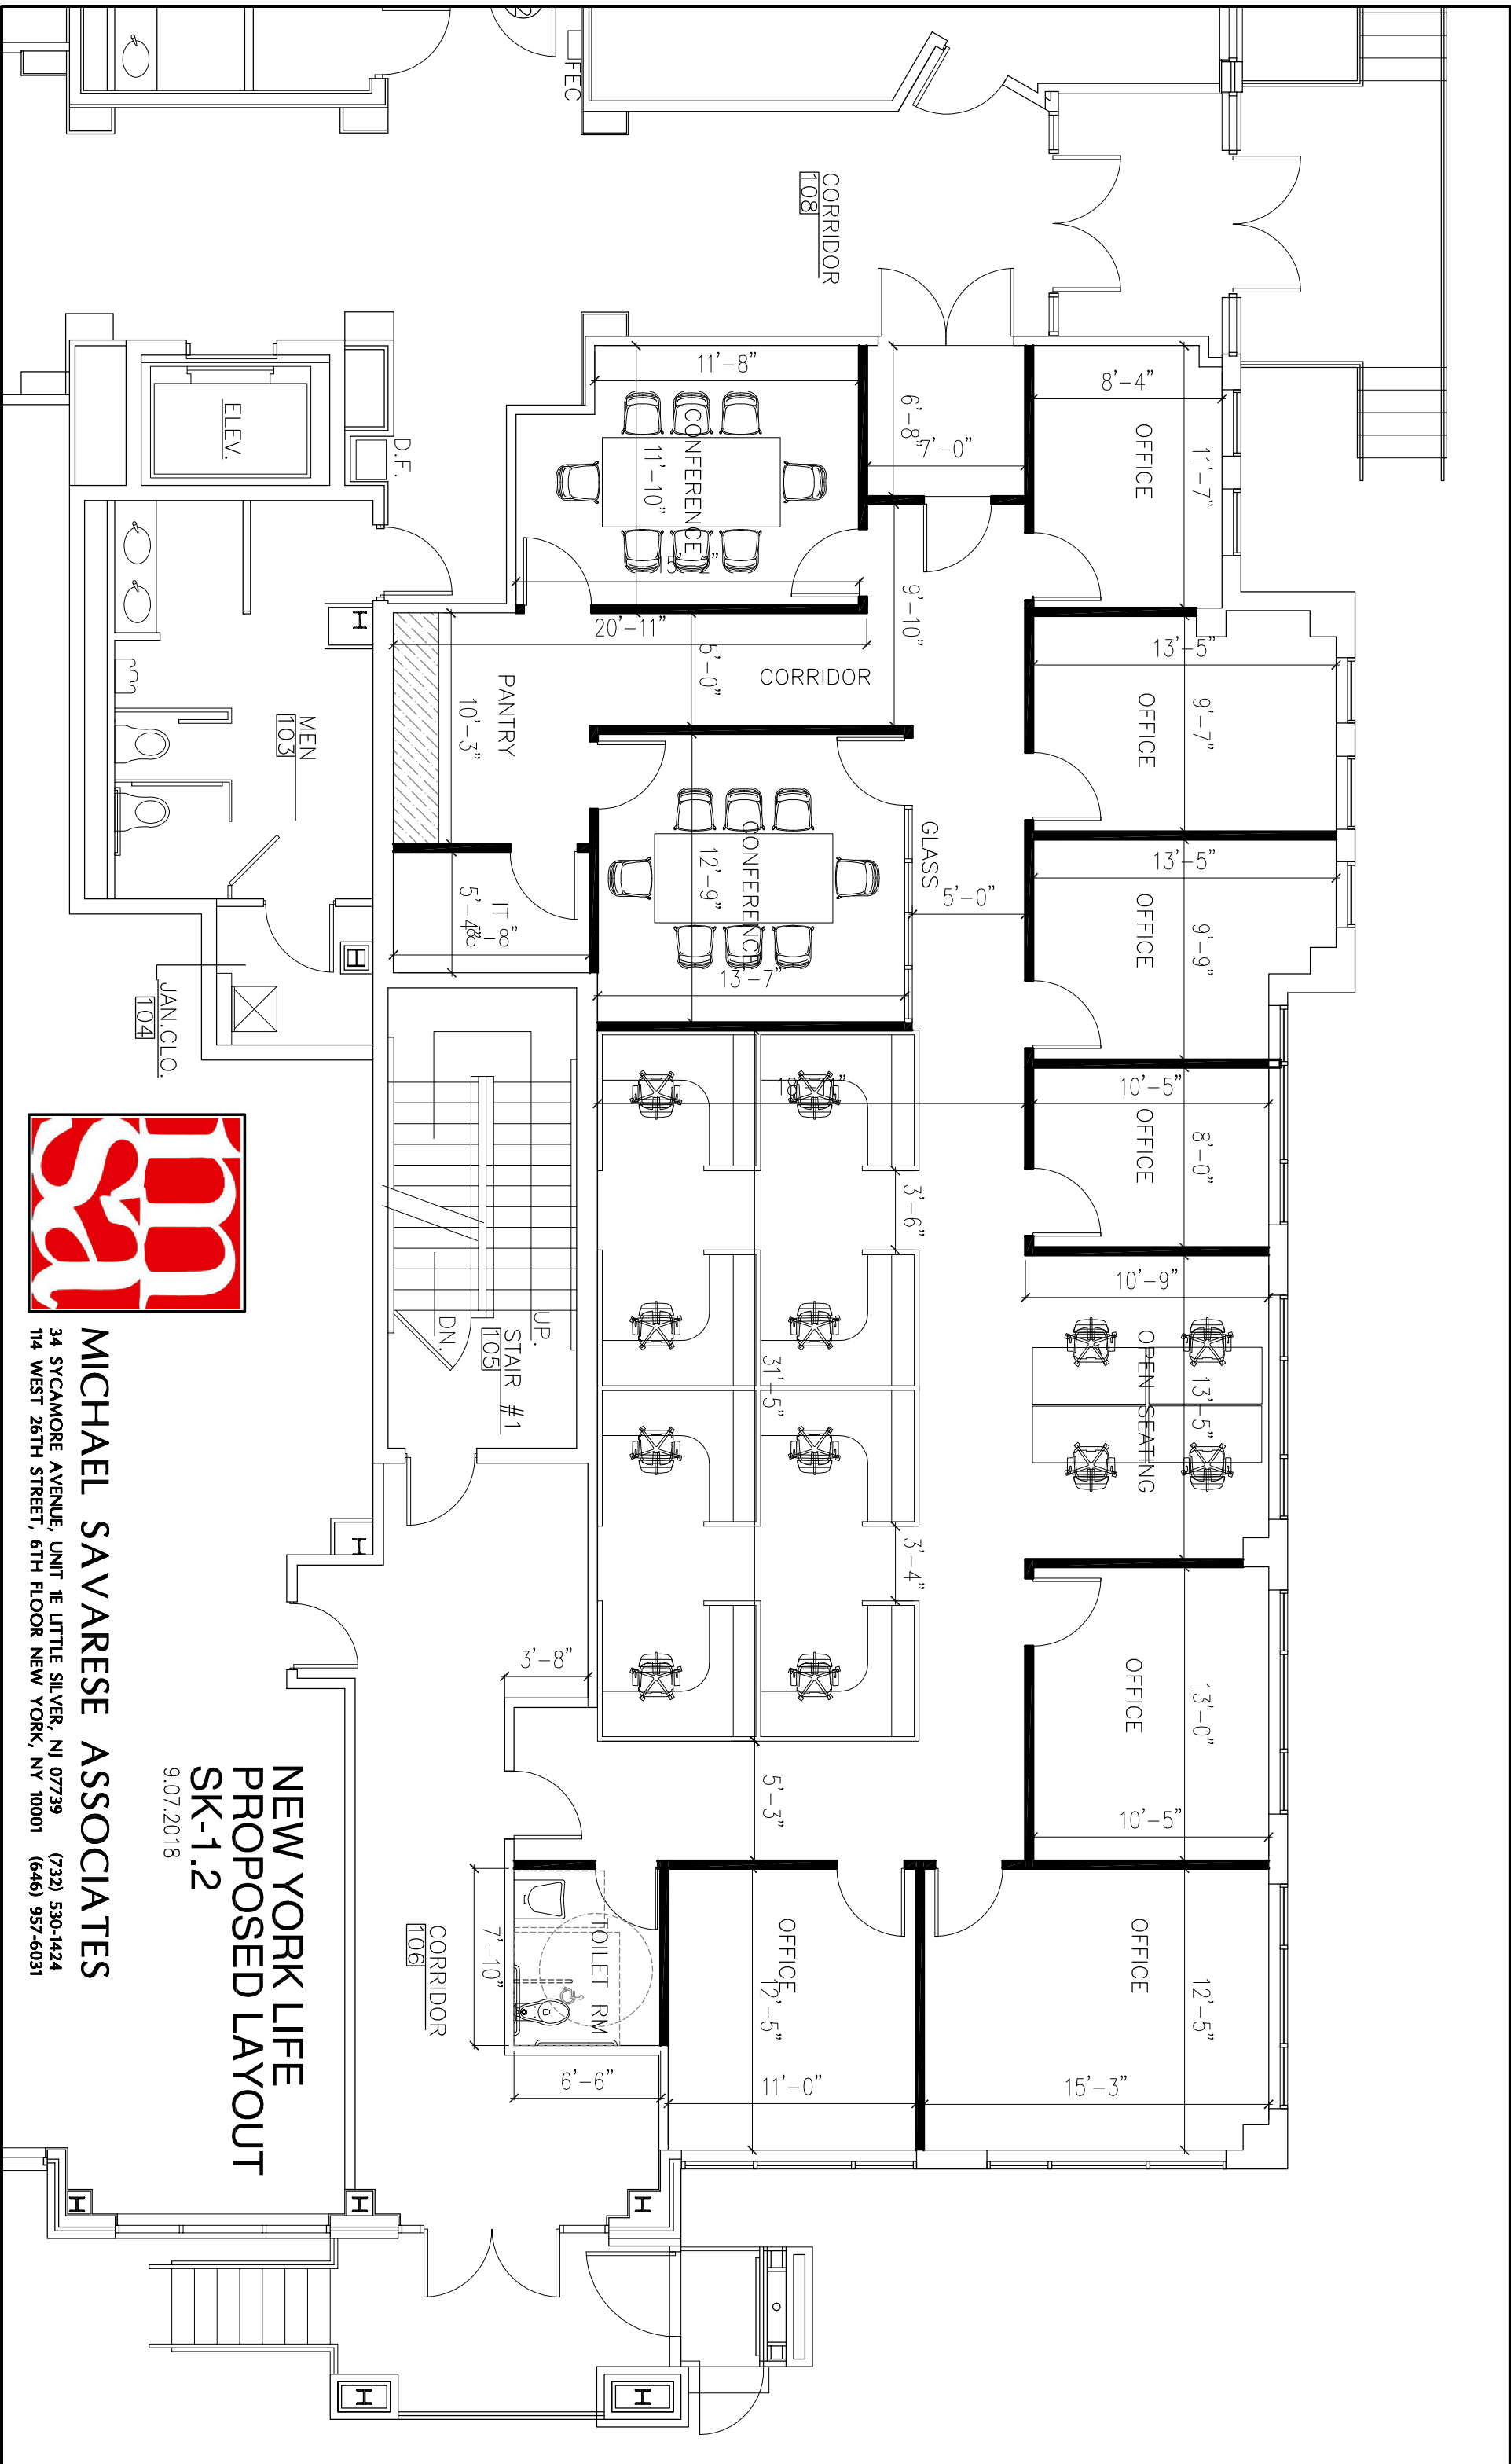 FEC
CORRIDOR
108
OFFICE
8'-4"
11'-7"
OFFICE
13'-5"
9'-7"
OFFICE
13'-5"
9'-9"
OFFICE
10'-5"
8'-0"
OPEN SEATING
10'-9"
13'-5"
OFFICE
13'-0"
10'-5"
OFFICE
12'-5"
15'-3"
OFFICE
12'-5"
11'-0"
6'-8"
7'-0"
9'-10"
CONFERENCE
11'-8"
11'-10"
20'-11"
5'-0"
CORRIDOR
GLASS
5'-0"
CONFERENCE
12'-9"
13'-7"
PANTRY
10'-3"
IT
5'-4"
8'-8"
3'-6"
31'-5"
3'-4"
5'-3"
3'-8"
TOILET RM
7'-10"
6'-6"
CORRIDOR
106
ELEV.
D.F.
MEN
103
JAN.CLO.
104
UP.
DN.
STAIR #1
105
H
H
H
H
H
H
H
H
msa
MICHAEL SAVARESE ASSOCIATES
34 SYCAMORE AVENUE, UNIT 1E LITTLE SILVER, NJ 07739 (732) 530-1424
114 WEST 26TH STREET, 6TH FLOOR NEW YORK, NY 10001 (646) 957-6031
NEW YORK LIFE
PROPOSED LAYOUT
SK-1.2
9.07.2018